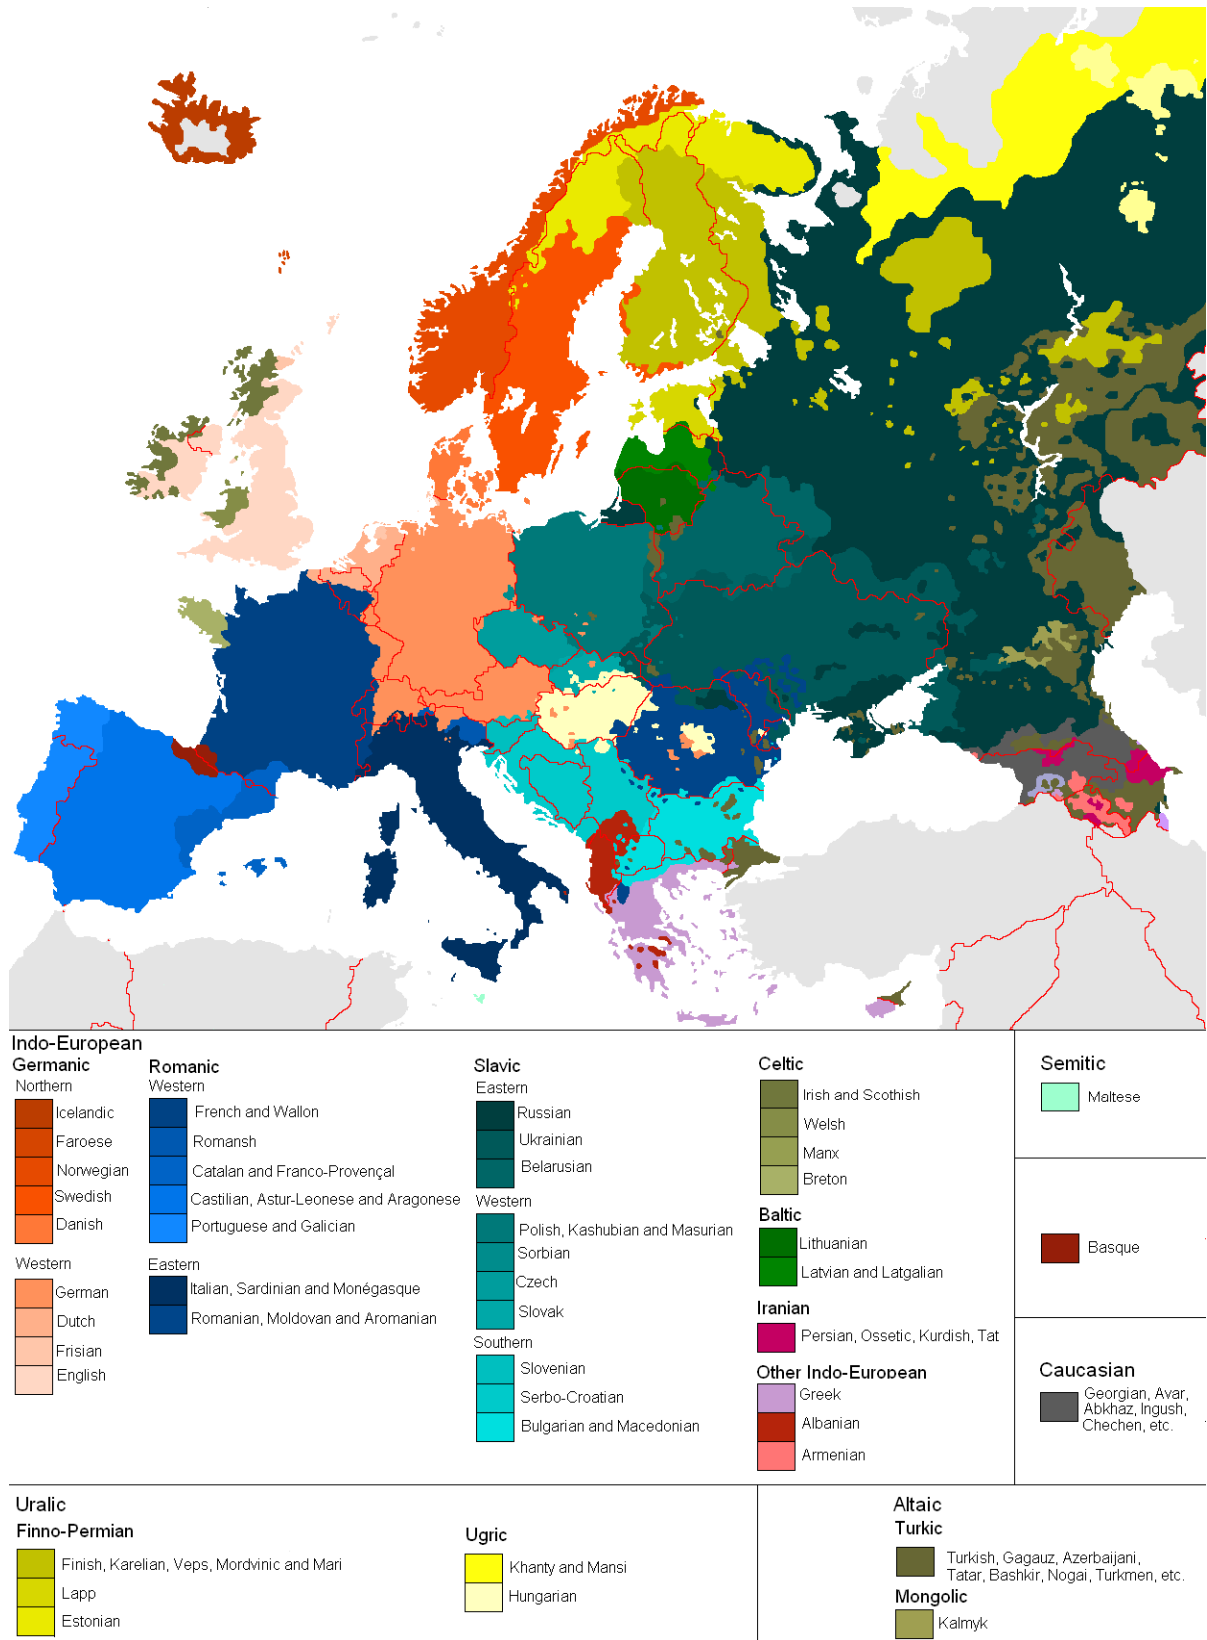 Indo-European
Germanic
Northern
Icelandic
Faroese
Norwegian
Swedish
Danish
Western
German
Dutch
Frisian
English
Romanic
Western
French and Wallon
Romansh
Catalan and Franco-Provençal
Castilian, Astur-Leonese and Aragonese
Portuguese and Galician
Eastern
Italian, Sardinian and Monégasque
Romanian, Moldovan and Aromanian
Slavic
Eastern
Russian
Ukrainian
Belarusian
Western
Polish, Kashubian and Masurian
Sorbian
Czech
Slovak
Southern
Slovenian
Serbo-Croatian
Bulgarian and Macedonian
Celtic
Irish and Scothish
Welsh
Manx
Breton
Baltic
Lithuanian
Latvian and Latgalian
Iranian
Persian, Ossetic, Kurdish, Tat
Other Indo-European
Greek
Albanian
Armenian
Semitic
Maltese
Basque
Caucasian
Georgian, Avar,
Abkhaz, Ingush,
Chechen, etc.
Uralic
Finno-Permian
Finish, Karelian, Veps, Mordvinic and Mari
Lapp
Estonian
Ugric
Khanty and Mansi
Hungarian
Altaic
Turkic
Turkish, Gagauz, Azerbaijani,
Tatar, Bashkir, Nogai, Turkmen, etc.
Mongolic
Kalmyk